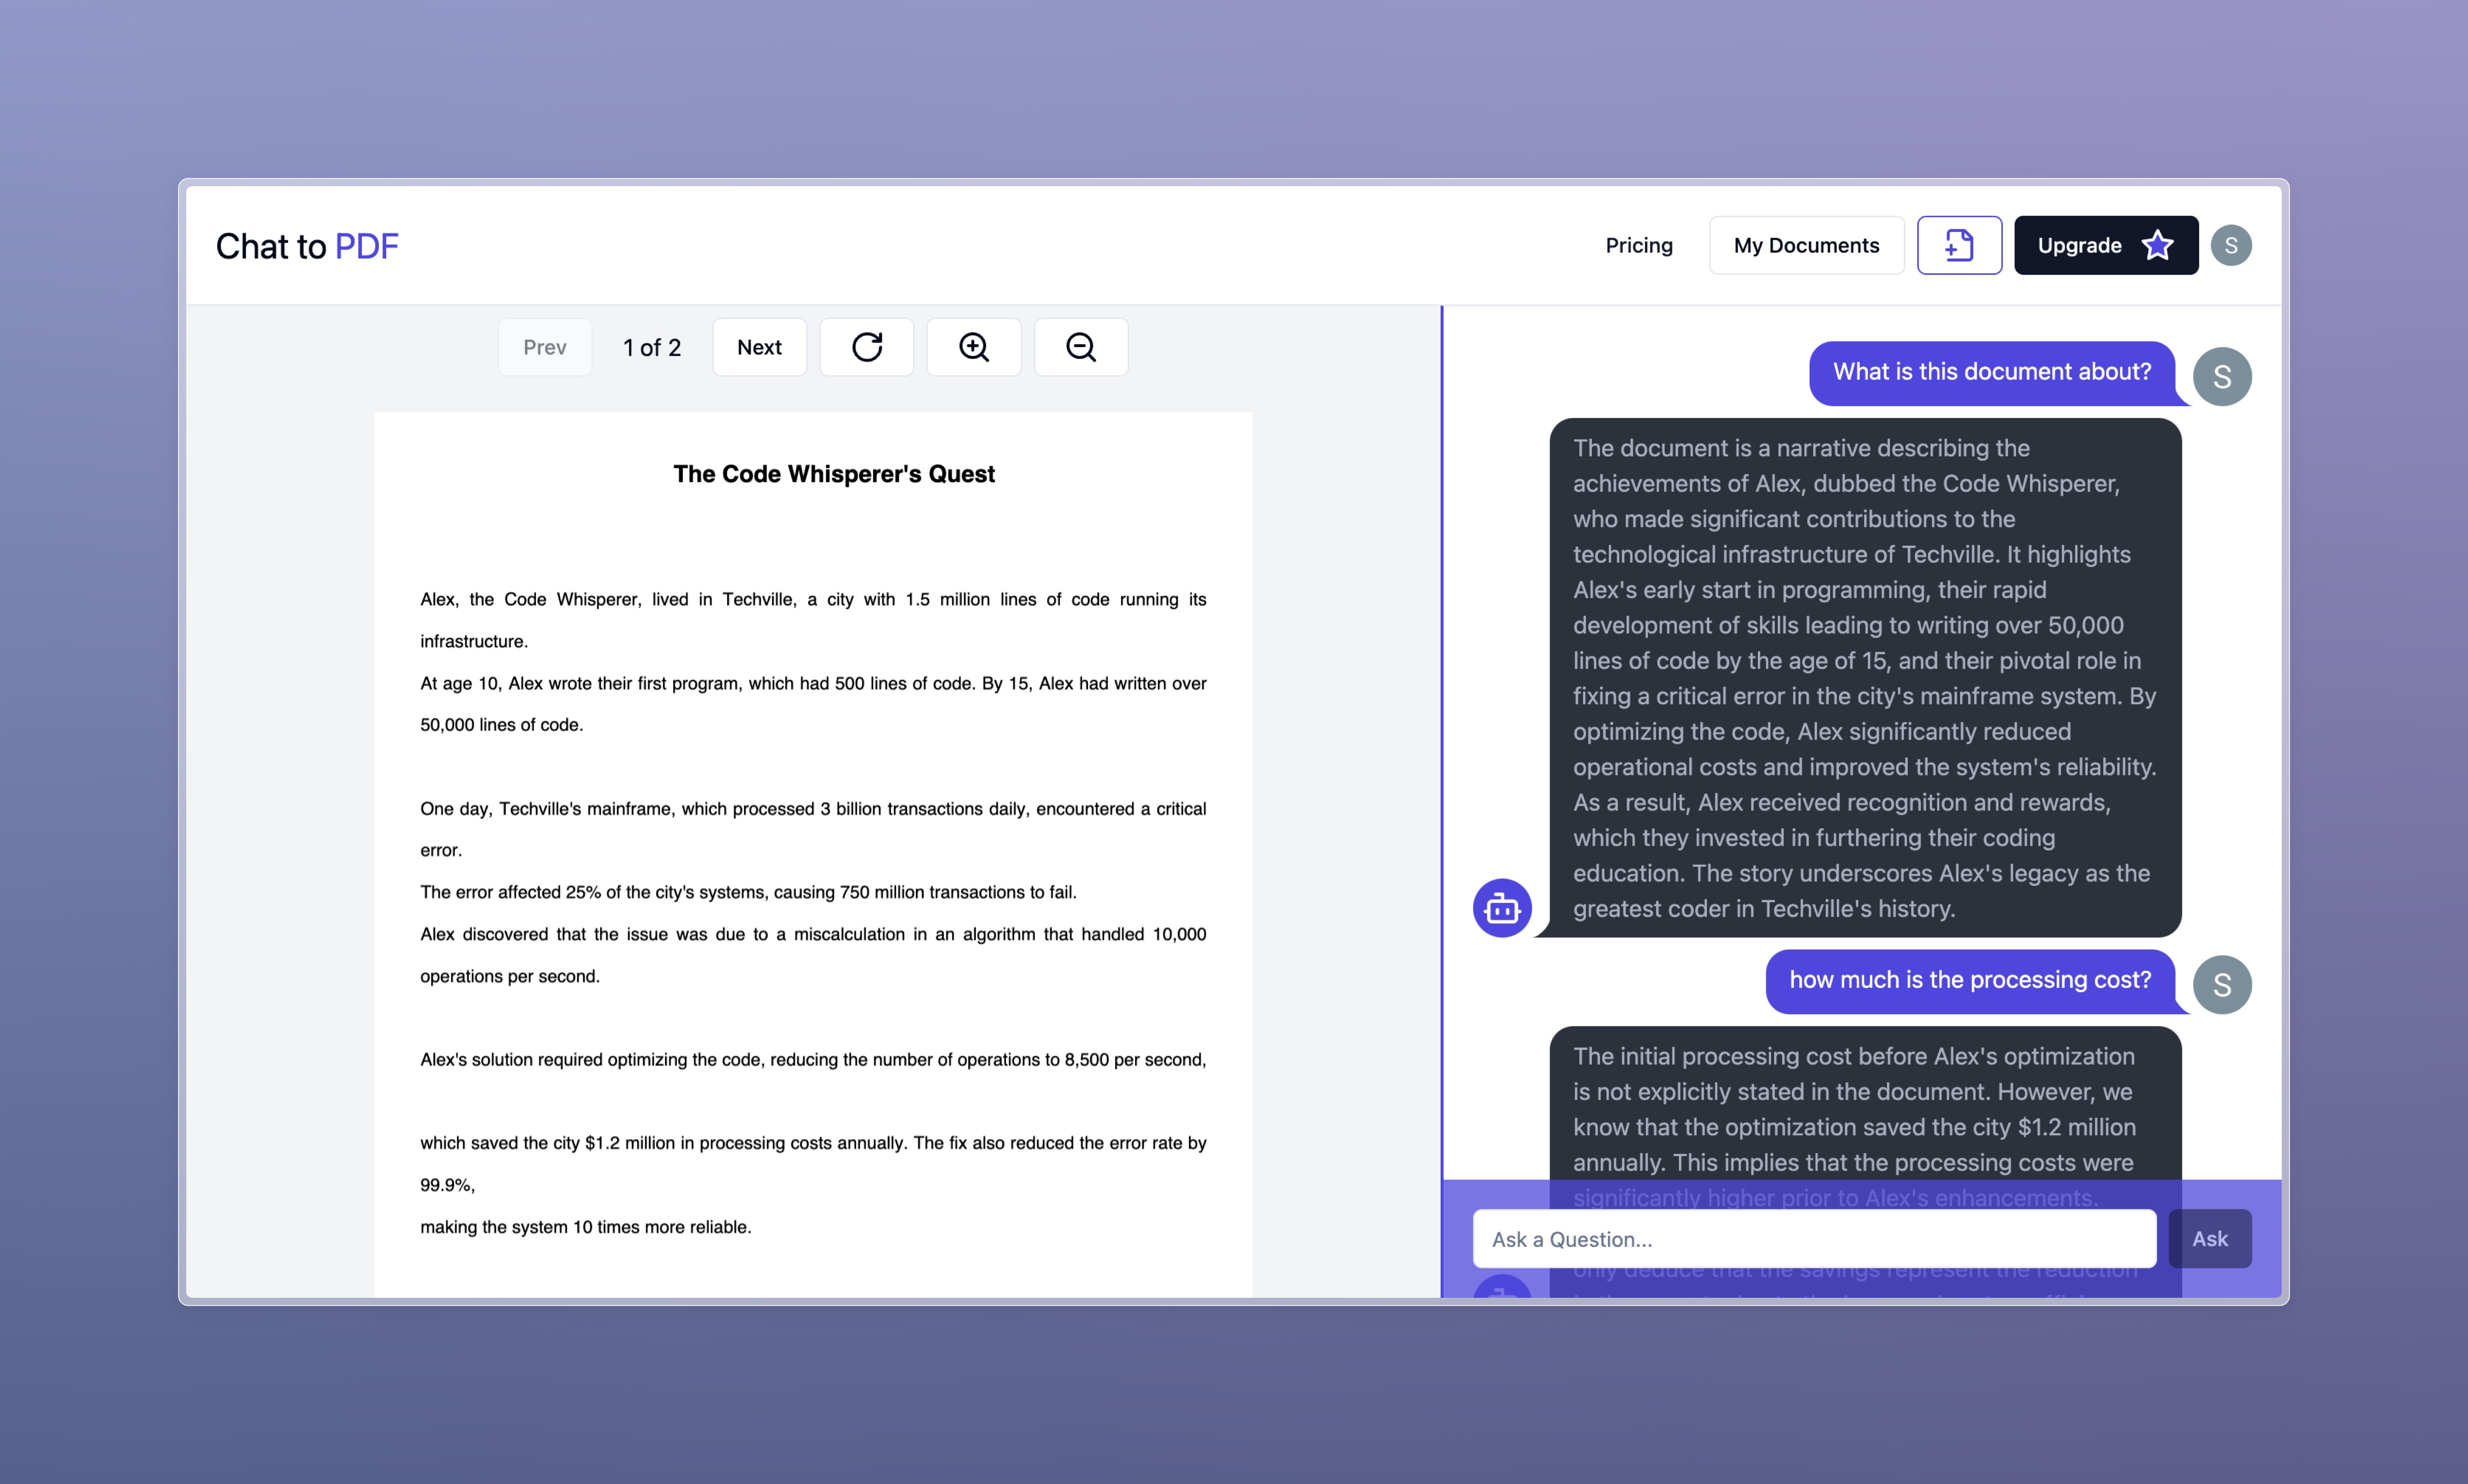 Chat to PDF
Pricing
My Documents
Upgrade
S
Prev
1 of 2
Next
The Code Whisperer's Quest
Alex, the Code Whisperer, lived in Techville, a city with 1.5 million lines of code running its
infrastructure.
At age 10, Alex wrote their first program, which had 500 lines of code. By 15, Alex had written over
50,000 lines of code.
One day, Techville's mainframe, which processed 3 billion transactions daily, encountered a critical
error.
The error affected 25% of the city's systems, causing 750 million transactions to fail.
Alex discovered that the issue was due to a miscalculation in an algorithm that handled 10,000
operations per second.
Alex's solution required optimizing the code, reducing the number of operations to 8,500 per second,
which saved the city $1.2 million in processing costs annually. The fix also reduced the error rate by
99.9%,
making the system 10 times more reliable.
What is this document about?
S
The document is a narrative describing the
achievements of Alex, dubbed the Code Whisperer,
who made significant contributions to the
technological infrastructure of Techville. It highlights
Alex's early start in programming, their rapid
development of skills leading to writing over 50,000
lines of code by the age of 15, and their pivotal role in
fixing a critical error in the city's mainframe system. By
optimizing the code, Alex significantly reduced
operational costs and improved the system's reliability.
As a result, Alex received recognition and rewards,
which they invested in furthering their coding
education. The story underscores Alex's legacy as the
greatest coder in Techville's history.
how much is the processing cost?
S
The initial processing cost before Alex's optimization
is not explicitly stated in the document. However, we
know that the optimization saved the city $1.2 million
annually. This implies that the processing costs were
significantly higher prior to Alex's enhancements.
Ask a Question...
Ask
only deduce that the savings represent the reduction